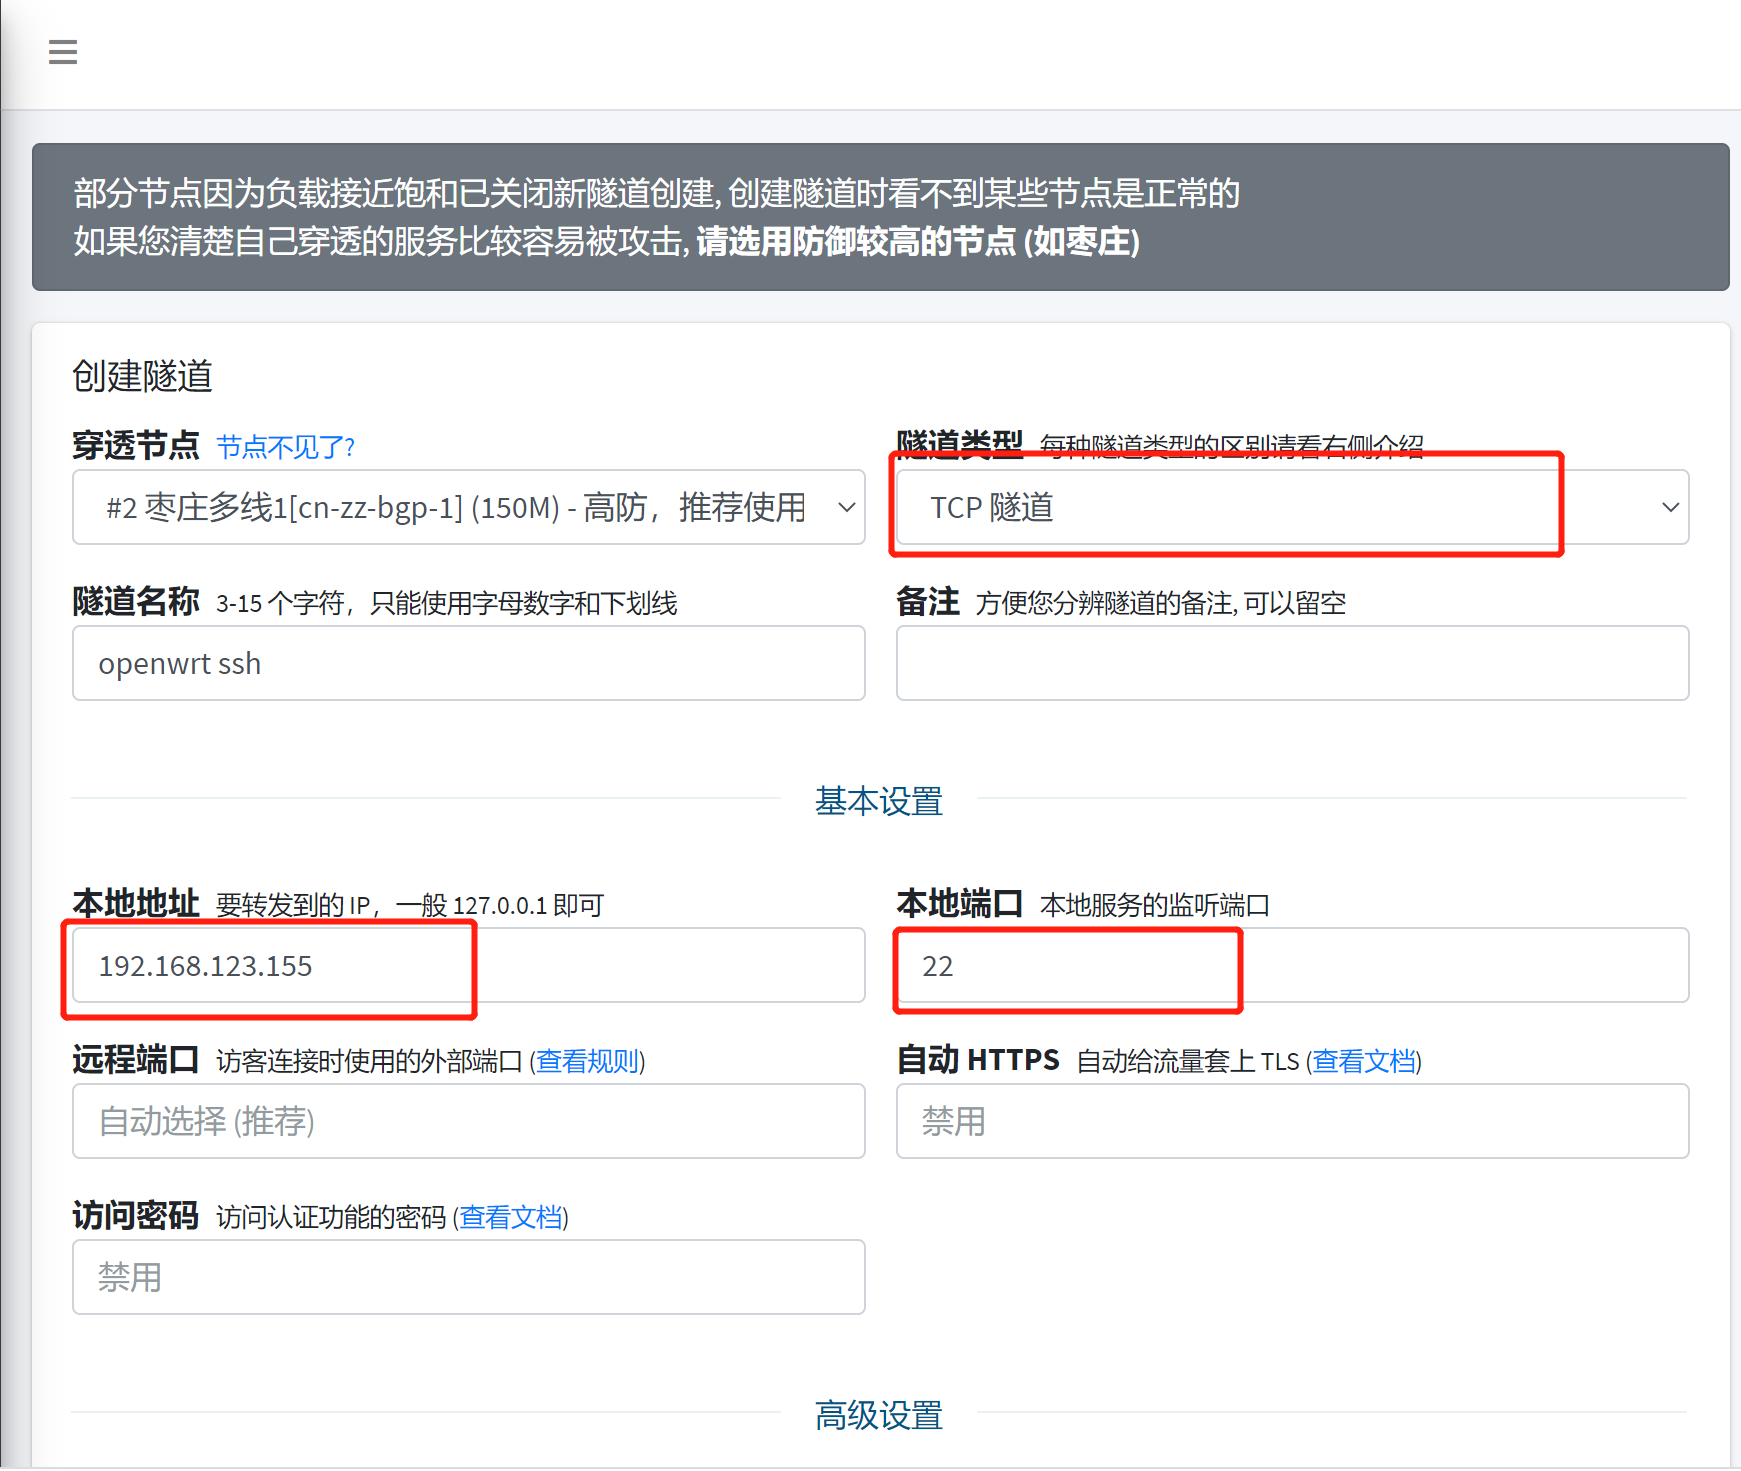 部分节点因为负载接近饱和已关闭新隧道创建, 创建隧道时看不到某些节点是正常的
如果您清楚自己穿透的服务比较容易被攻击, 请选用防御较高的节点 (如枣庄)
创建隧道
穿透节点 节点不见了?
隧道类型 每种隧道类型的区别请看右侧介绍
#2 枣庄多线1[cn-zz-bgp-1] (150M) - 高防，推荐使用
TCP 隧道
隧道名称 3-15 个字符，只能使用字母数字和下划线
备注 方便您分辨隧道的备注, 可以留空
openwrt ssh
基本设置
本地地址 要转发到的 IP，一般 127.0.0.1 即可
本地端口 本地服务的监听端口
192.168.123.155
22
远程端口 访客连接时使用的外部端口 (查看规则)
自动 HTTPS 自动给流量套上 TLS (查看文档)
自动选择 (推荐)
禁用
访问密码 访问认证功能的密码 (查看文档)
禁用
高级设置